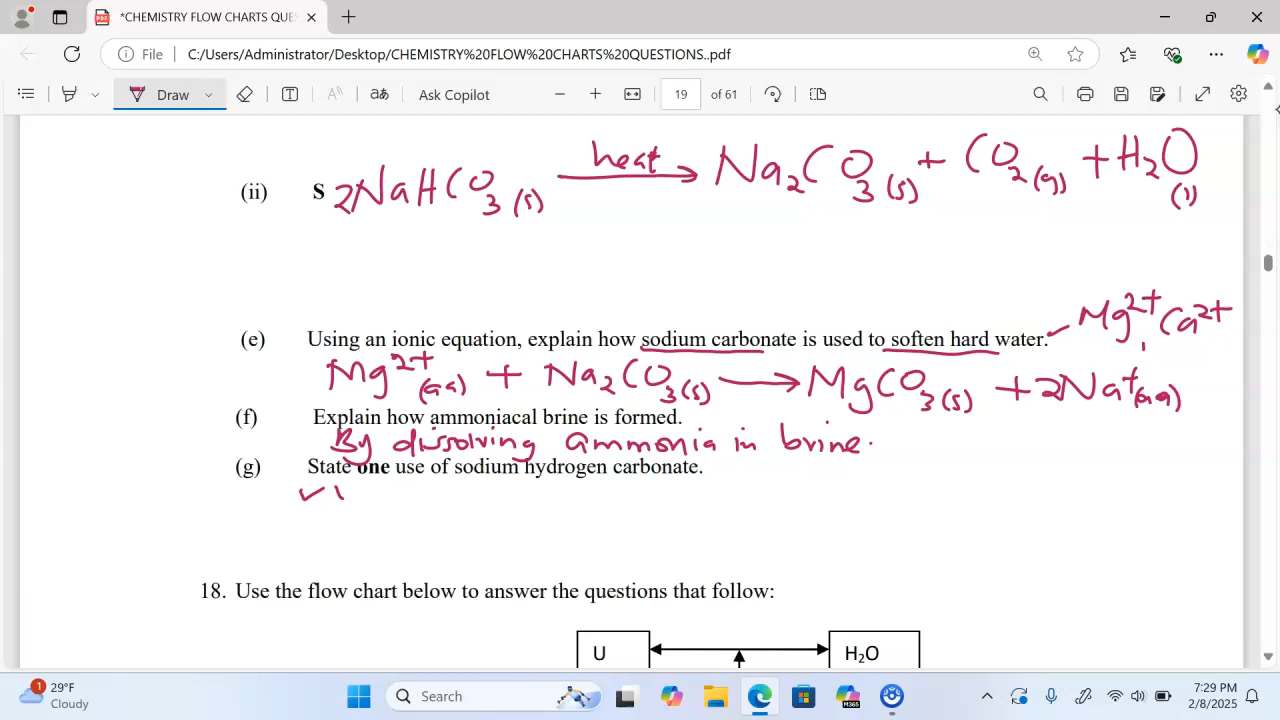 *CHEMISTRY FLOW CHARTS QUES
File C:/Users/Administrator/Desktop/CHEMISTRY%20FLOW%20CHARTS%20QUESTIONS..pdf
Draw Ask Copilot 19 of 61
(ii) S 2NaHCO3(s) heat → Na2CO3(s) + CO2(g) + H2O(l)
Mg2+, Ca2+
(e) Using an ionic equation, explain how sodium carbonate is used to soften hard water.
Mg2+(aq) + Na2CO3(s) → MgCO3(s) + 2Na+(aq)
(f) Explain how ammoniacal brine is formed.
By dissolving ammonia in brine.
(g) State one use of sodium hydrogen carbonate.
18. Use the flow chart below to answer the questions that follow:
U H2O
1 29°F
Cloudy
Search
M365
7:29 PM
2/8/2025